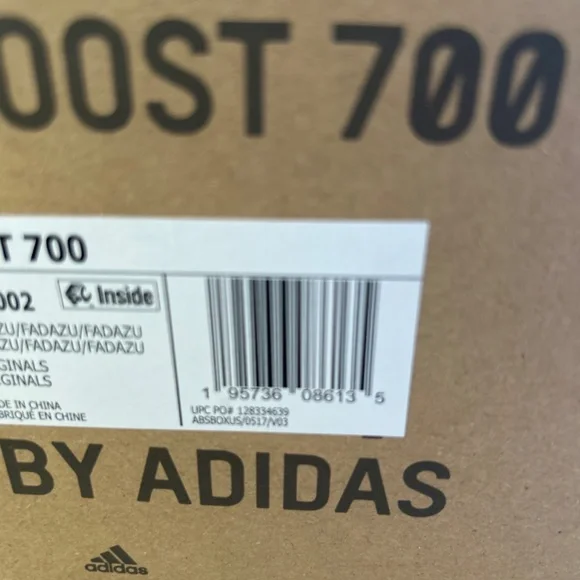 OOST 700
T 700
002
Inside
ZU/FADAZU/FADAZU
ZU/FADAZU/FADAZU
GINALS
GINALS
DE IN CHINA
BRIQUÉ EN CHINE
1 95736 08613 5
UPC PO# 128334639
ABSBOXUS/0517/V03
BY ADIDAS
adidas